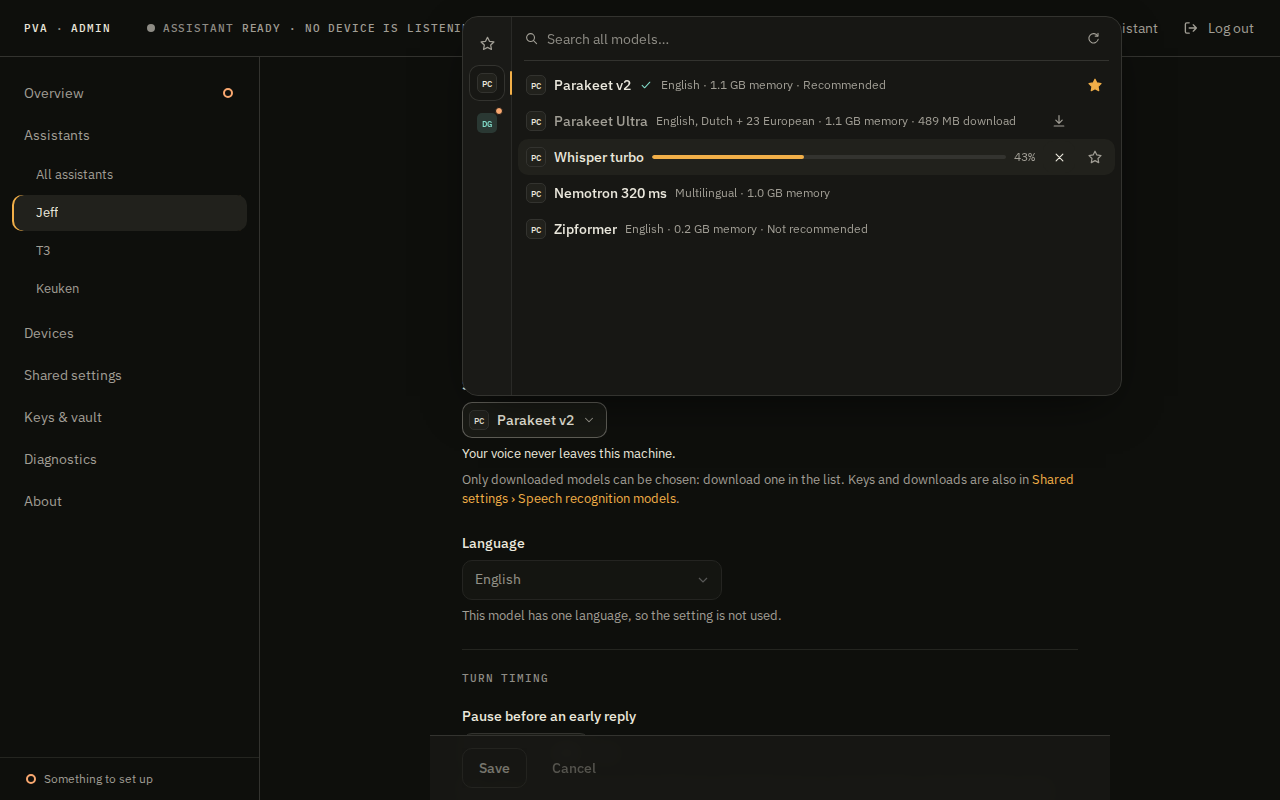 PVA · ADMIN
ASSISTANT READY · NO DEVICE IS LISTENI
istant
Log out
Overview
Assistants
All assistants
Jeff
T3
Keuken
Devices
Shared settings
Keys & vault
Diagnostics
About
Something to set up
Search all models...
PC
DG
PC Parakeet v2 English · 1.1 GB memory · Recommended
PC Parakeet Ultra English, Dutch + 23 European · 1.1 GB memory · 489 MB download
PC Whisper turbo 43%
PC Nemotron 320 ms Multilingual · 1.0 GB memory
PC Zipformer English · 0.2 GB memory · Not recommended
PC Parakeet v2
Your voice never leaves this machine.
Only downloaded models can be chosen: download one in the list. Keys and downloads are also in Shared
settings › Speech recognition models.
Language
English
This model has one language, so the setting is not used.
TURN TIMING
Pause before an early reply
Save
Cancel